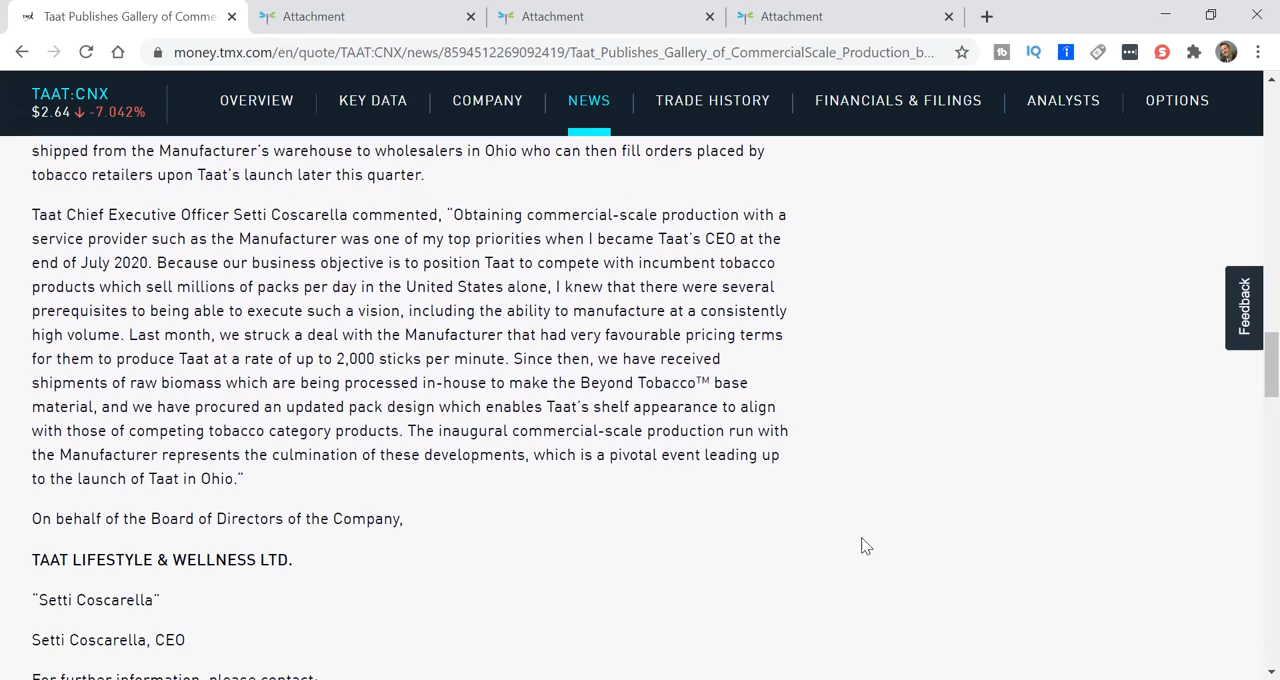 Taat Publishes Gallery of Comme
Attachment
Attachment
Attachment
money.tmx.com/en/quote/TAAT:CNX/news/8594512269092419/Taat_Publishes_Gallery_of_CommercialScale_Production_b...
TAAT:CNX
$2.64 ↓ -7.042%
OVERVIEW
KEY DATA
COMPANY
NEWS
TRADE HISTORY
FINANCIALS & FILINGS
ANALYSTS
OPTIONS
shipped from the Manufacturer's warehouse to wholesalers in Ohio who can then fill orders placed by
tobacco retailers upon Taat's launch later this quarter.
Taat Chief Executive Officer Setti Coscarella commented, “Obtaining commercial-scale production with a
service provider such as the Manufacturer was one of my top priorities when I became Taat's CEO at the
end of July 2020. Because our business objective is to position Taat to compete with incumbent tobacco
products which sell millions of packs per day in the United States alone, I knew that there were several
prerequisites to being able to execute such a vision, including the ability to manufacture at a consistently
high volume. Last month, we struck a deal with the Manufacturer that had very favourable pricing terms
for them to produce Taat at a rate of up to 2,000 sticks per minute. Since then, we have received
shipments of raw biomass which are being processed in-house to make the Beyond Tobacco™ base
material, and we have procured an updated pack design which enables Taat's shelf appearance to align
with those of competing tobacco category products. The inaugural commercial-scale production run with
the Manufacturer represents the culmination of these developments, which is a pivotal event leading up
to the launch of Taat in Ohio.”
On behalf of the Board of Directors of the Company,
TAAT LIFESTYLE & WELLNESS LTD.
“Setti Coscarella”
Setti Coscarella, CEO
For further information, please contact:
Feedback